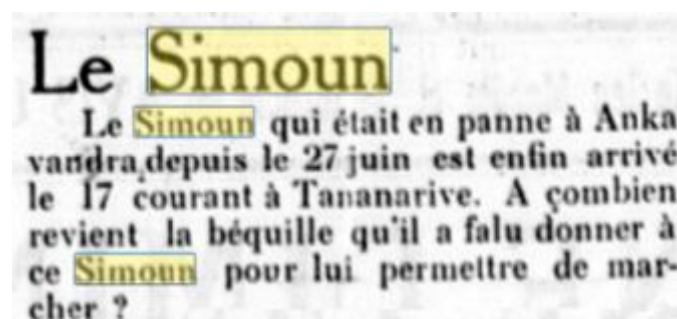 Le Simoun
Le Simoun qui était en panne à Anka
vandra depuis le 27 juin est enfin arrivé
le 17 courant à Tananarive. A combien
revient la béquille qu'il a falu donner à
ce Simoun pour lui permettre de mar-
cher ?